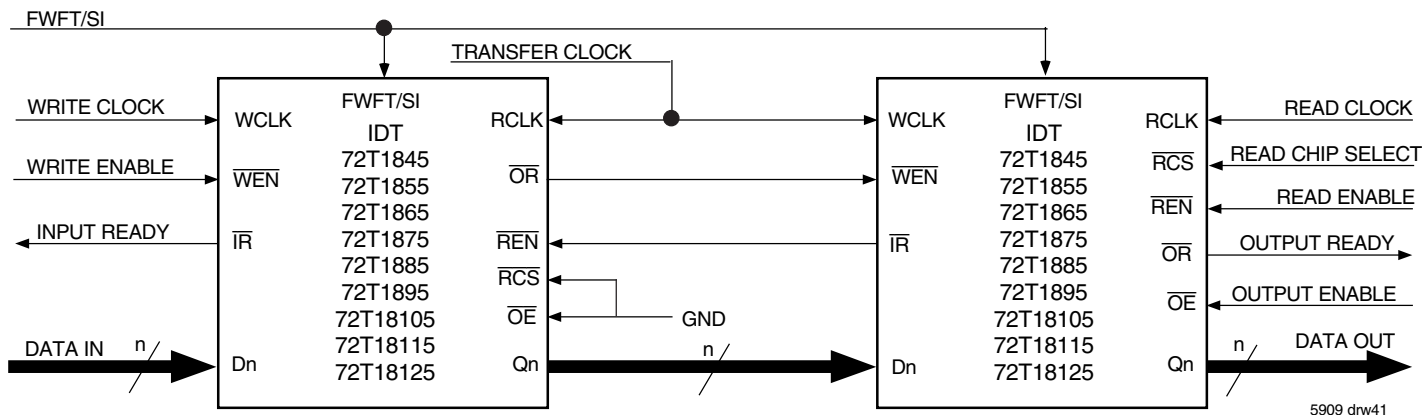 FWFT/SI
TRANSFER CLOCK
WRITE CLOCK
WRITE ENABLE
INPUT READY
DATA IN
n
FWFT/SI
IDT
72T1845
72T1855
72T1865
72T1875
72T1885
72T1895
72T18105
72T18115
72T18125
WCLK
WEN
IR
Dn
RCLK
OR
REN
RCS
OE
Qn
GND
n
FWFT/SI
IDT
72T1845
72T1855
72T1865
72T1875
72T1885
72T1895
72T18105
72T18115
72T18125
WCLK
WEN
IR
Dn
RCLK
RCS
REN
OR
OE
Qn
READ CLOCK
READ CHIP SELECT
READ ENABLE
OUTPUT READY
OUTPUT ENABLE
n
DATA OUT
5909 drw41